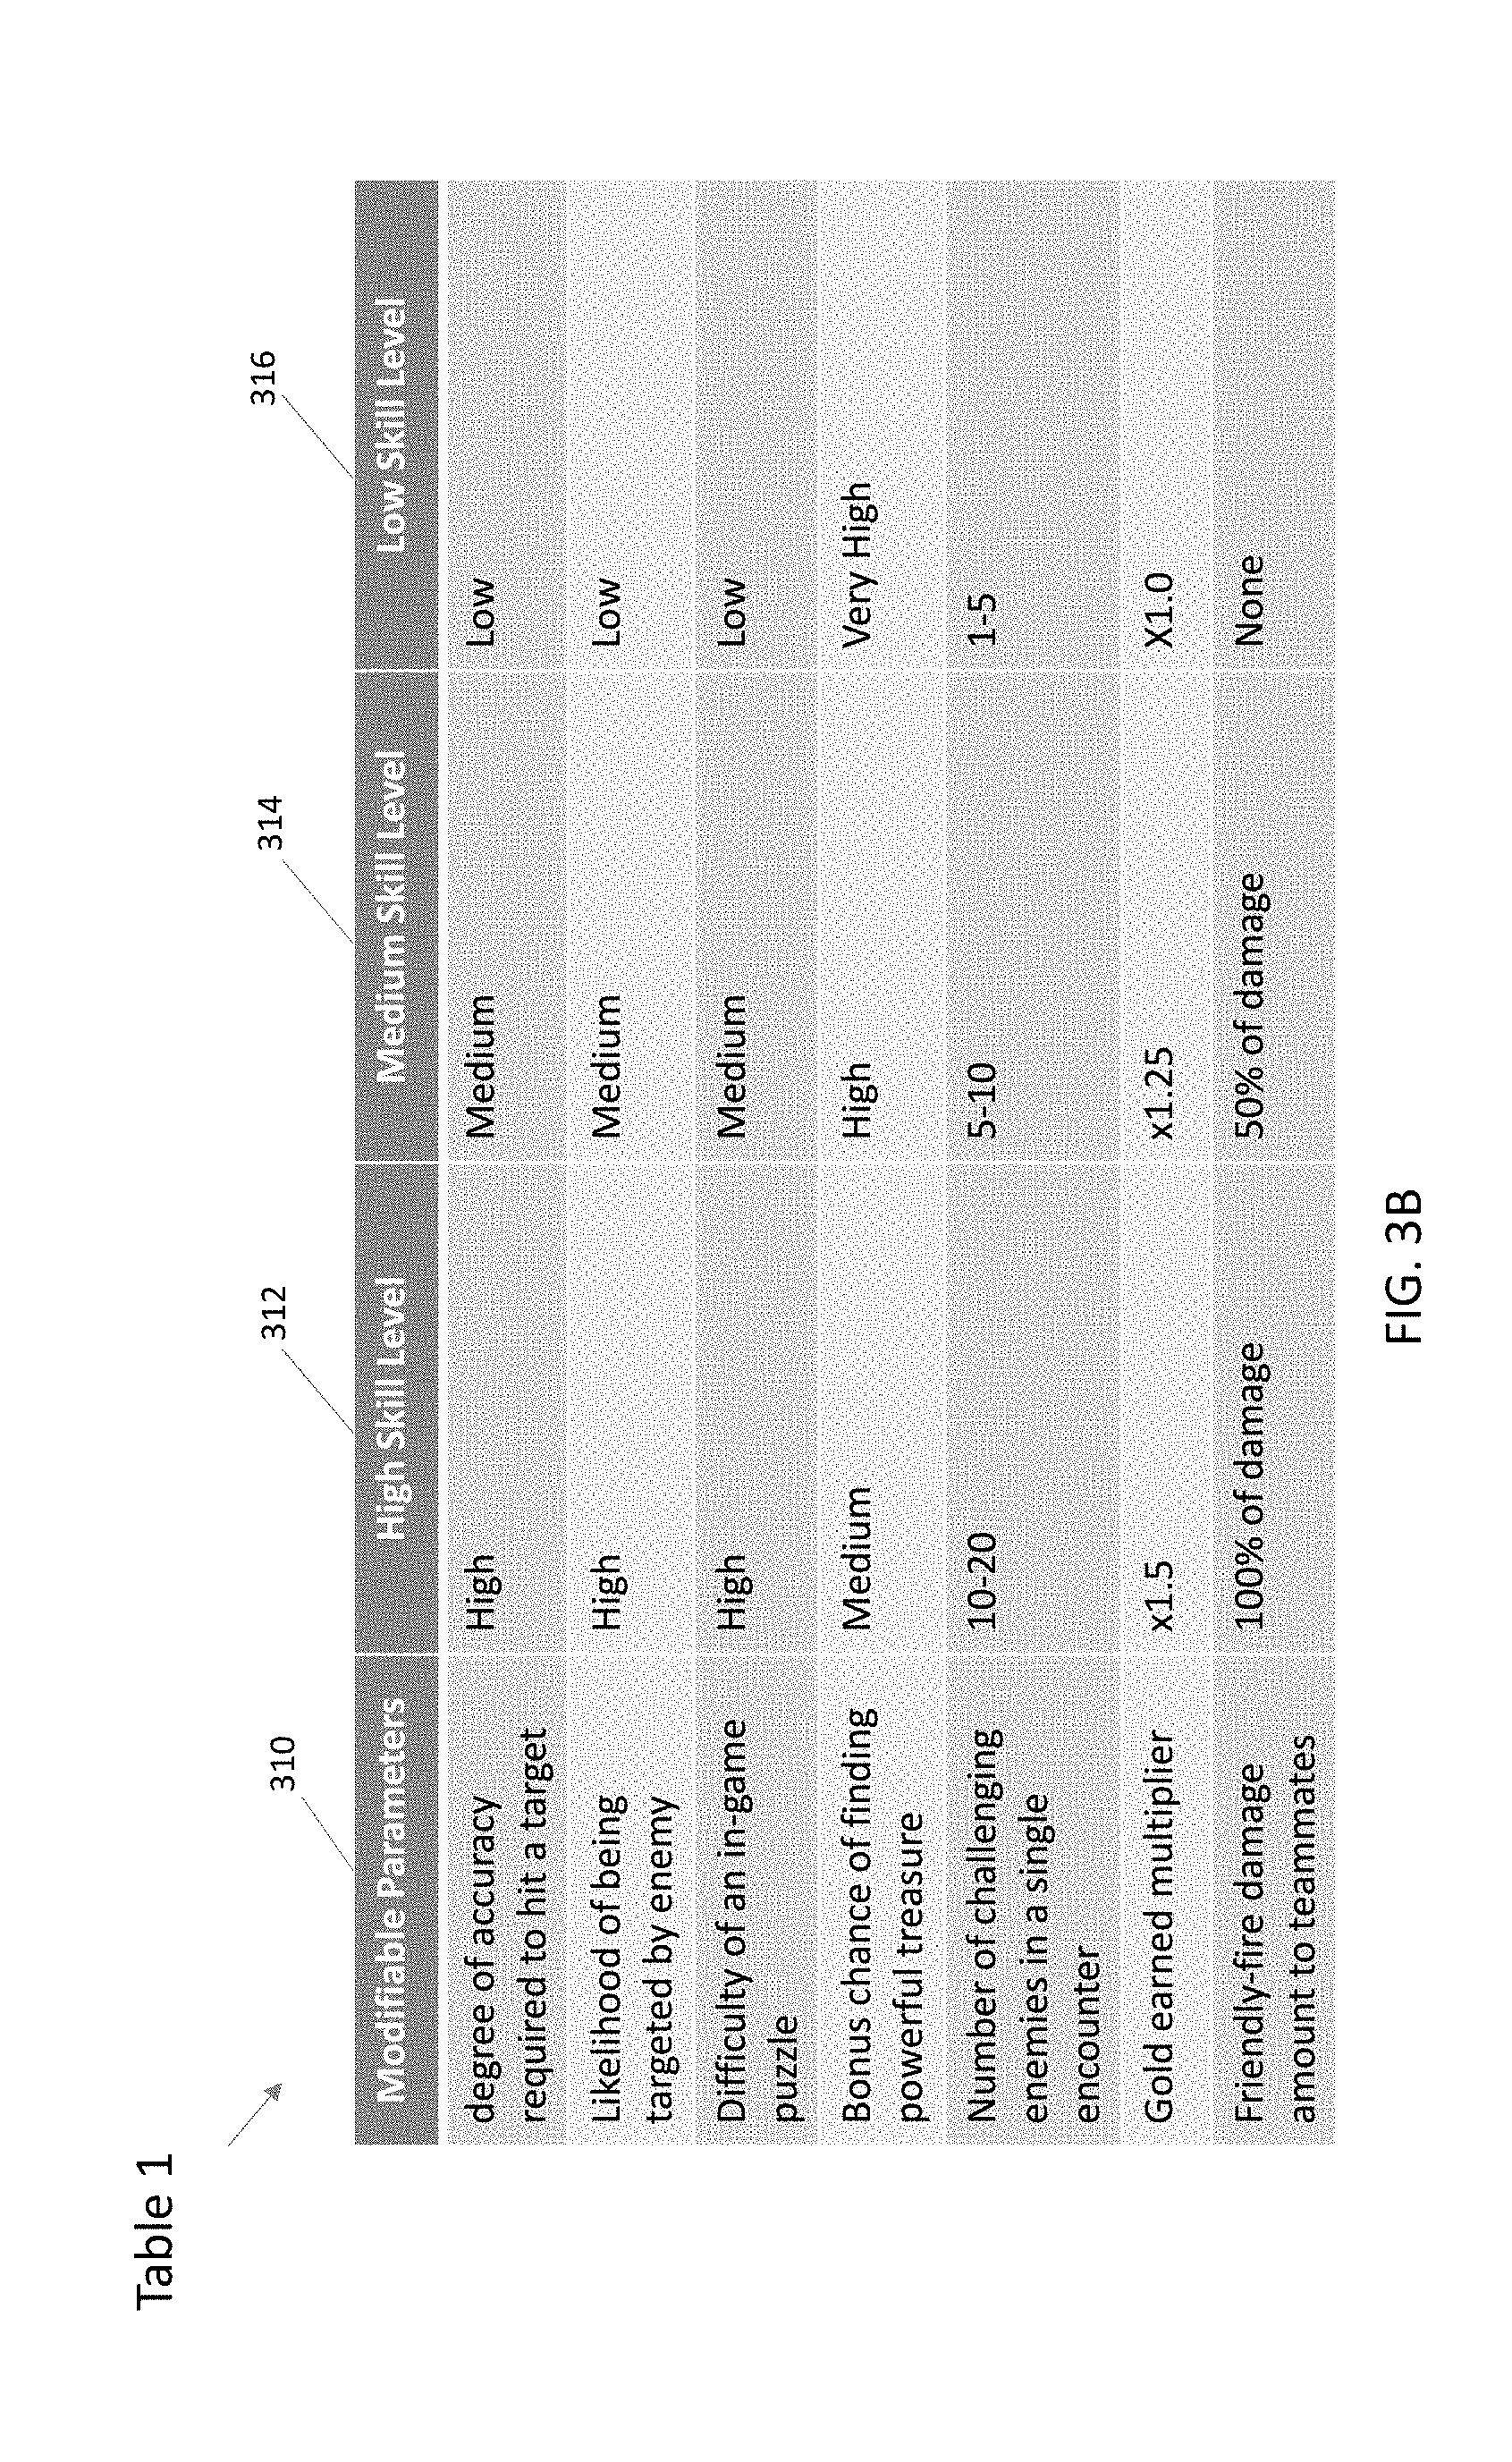 Table 1
310
312
314
316
Modifiable Parameters
High Skill Level
Medium Skill Level
Low Skill Level
degree of accuracy
required to hit a target
High
Medium
Low
Likelihood of being
targeted by enemy
High
Medium
Low
Difficulty of an in-game
puzzle
High
Medium
Low
Bonus chance of finding
powerful treasure
Medium
High
Very High
Number of challenging
enemies in a single
encounter
10-20
5-10
1-5
Gold earned multiplier
x1.5
x1.25
X1.0
Friendly-fire damage
amount to teammates
100% of damage
50% of damage
None
FIG. 3B